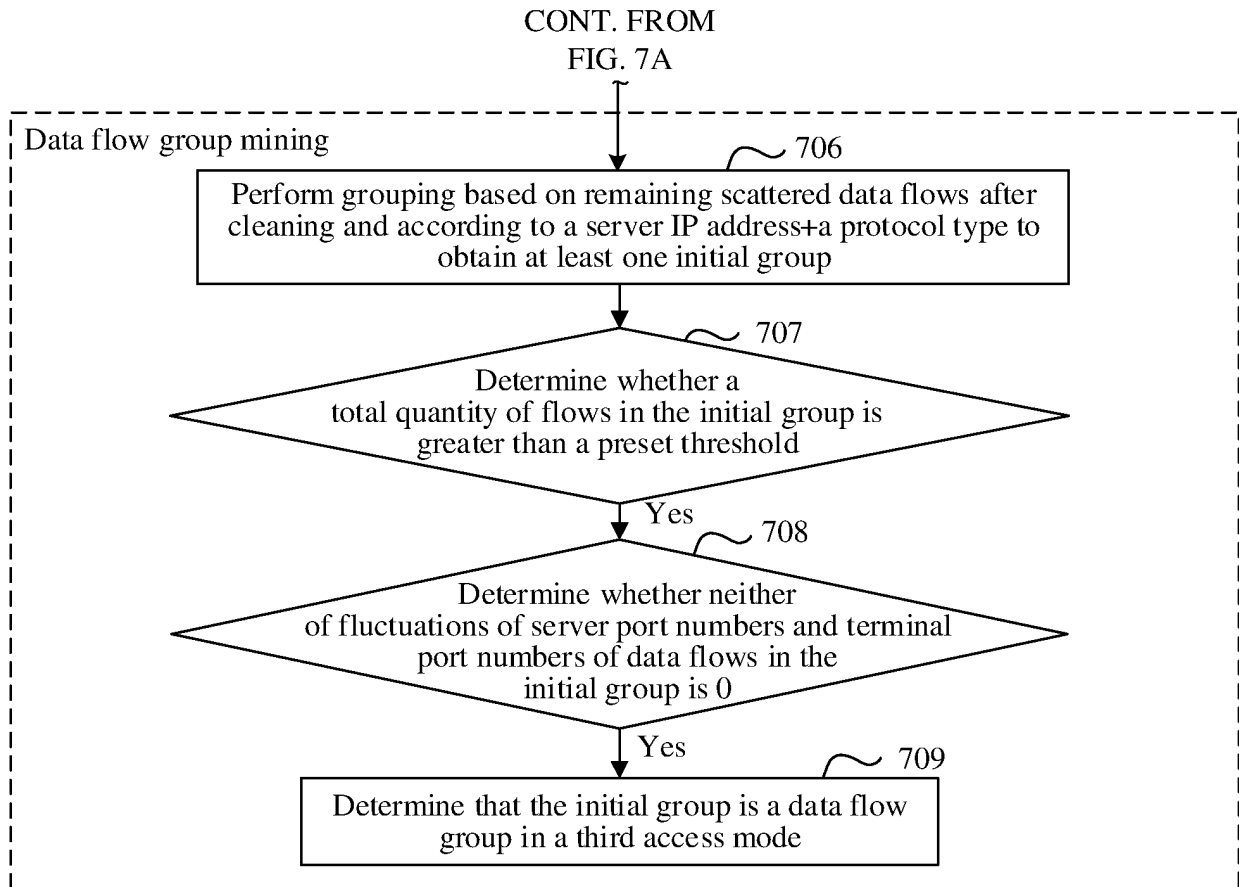 CONT. FROM
FIG. 7A
Data flow group mining
706
Perform grouping based on remaining scattered data flows after
cleaning and according to a server IP address+a protocol type to
obtain at least one initial group
707
Determine whether a
total quantity of flows in the initial group is
greater than a preset threshold
Yes
708
Determine whether neither
of fluctuations of server port numbers and terminal
port numbers of data flows in the
initial group is 0
Yes
709
Determine that the initial group is a data flow
group in a third access mode